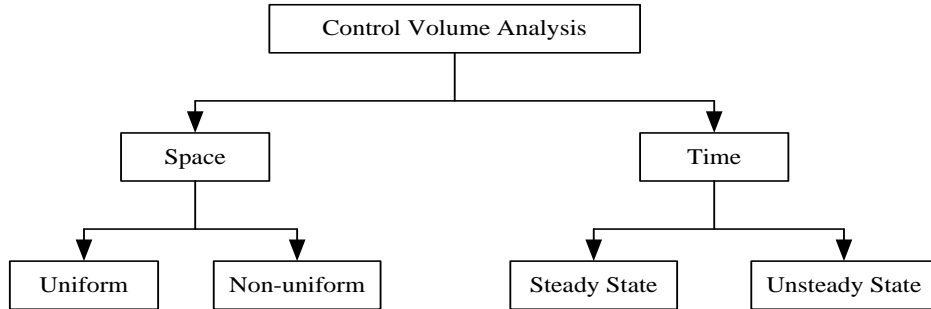 Control Volume Analysis
Space
Time
Uniform
Non-uniform
Steady State
Unsteady State